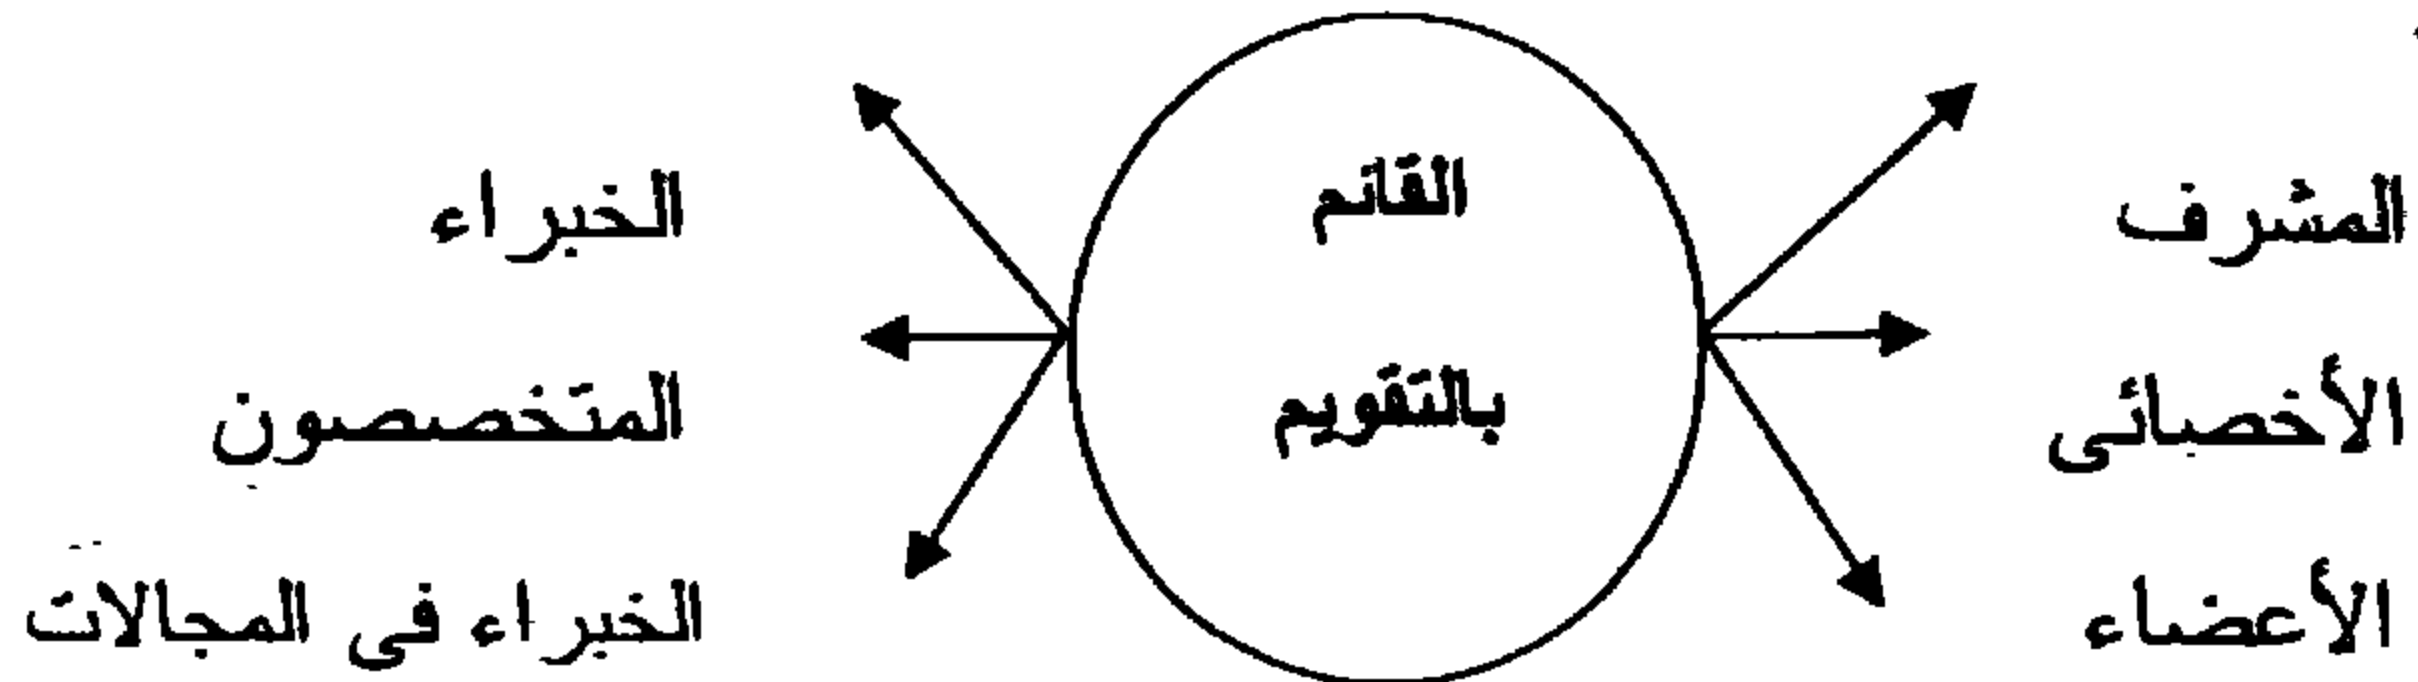 المشرف
الأخصائى
الأعضاء
القائم
بالتقويم
الخبراء
المتخصصون
الخبراء فى المجالات